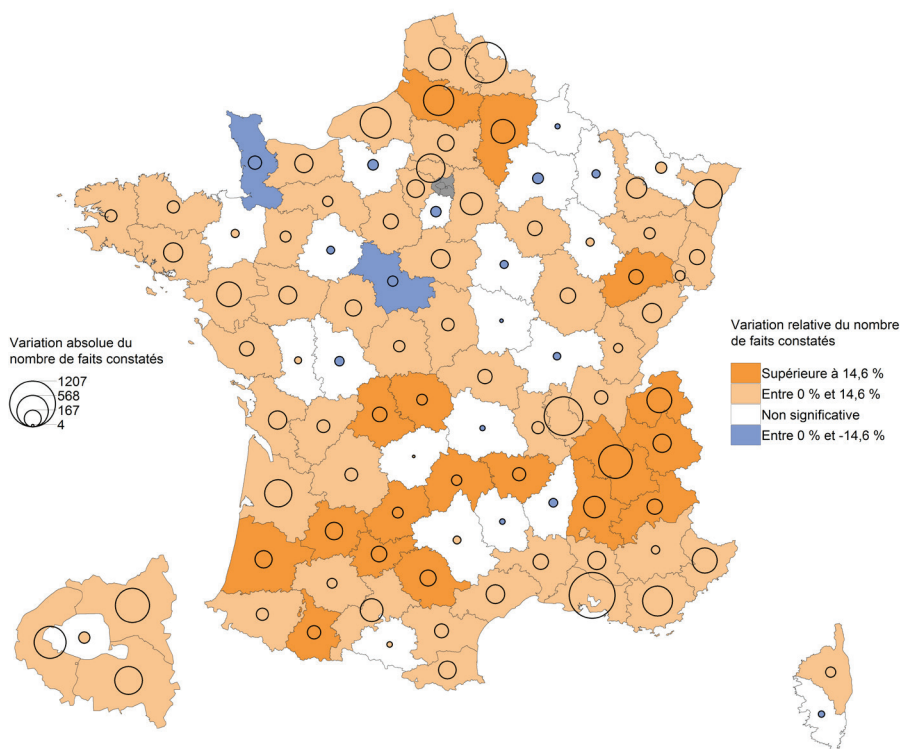 Variation absolue du
nombre de faits constatés
1207
568
167
4
Variation relative du nombre
de faits constatés
Supérieure à 14,6 %
Entre 0 % et 14,6 %
Non significative
Entre 0 % et -14,6 %